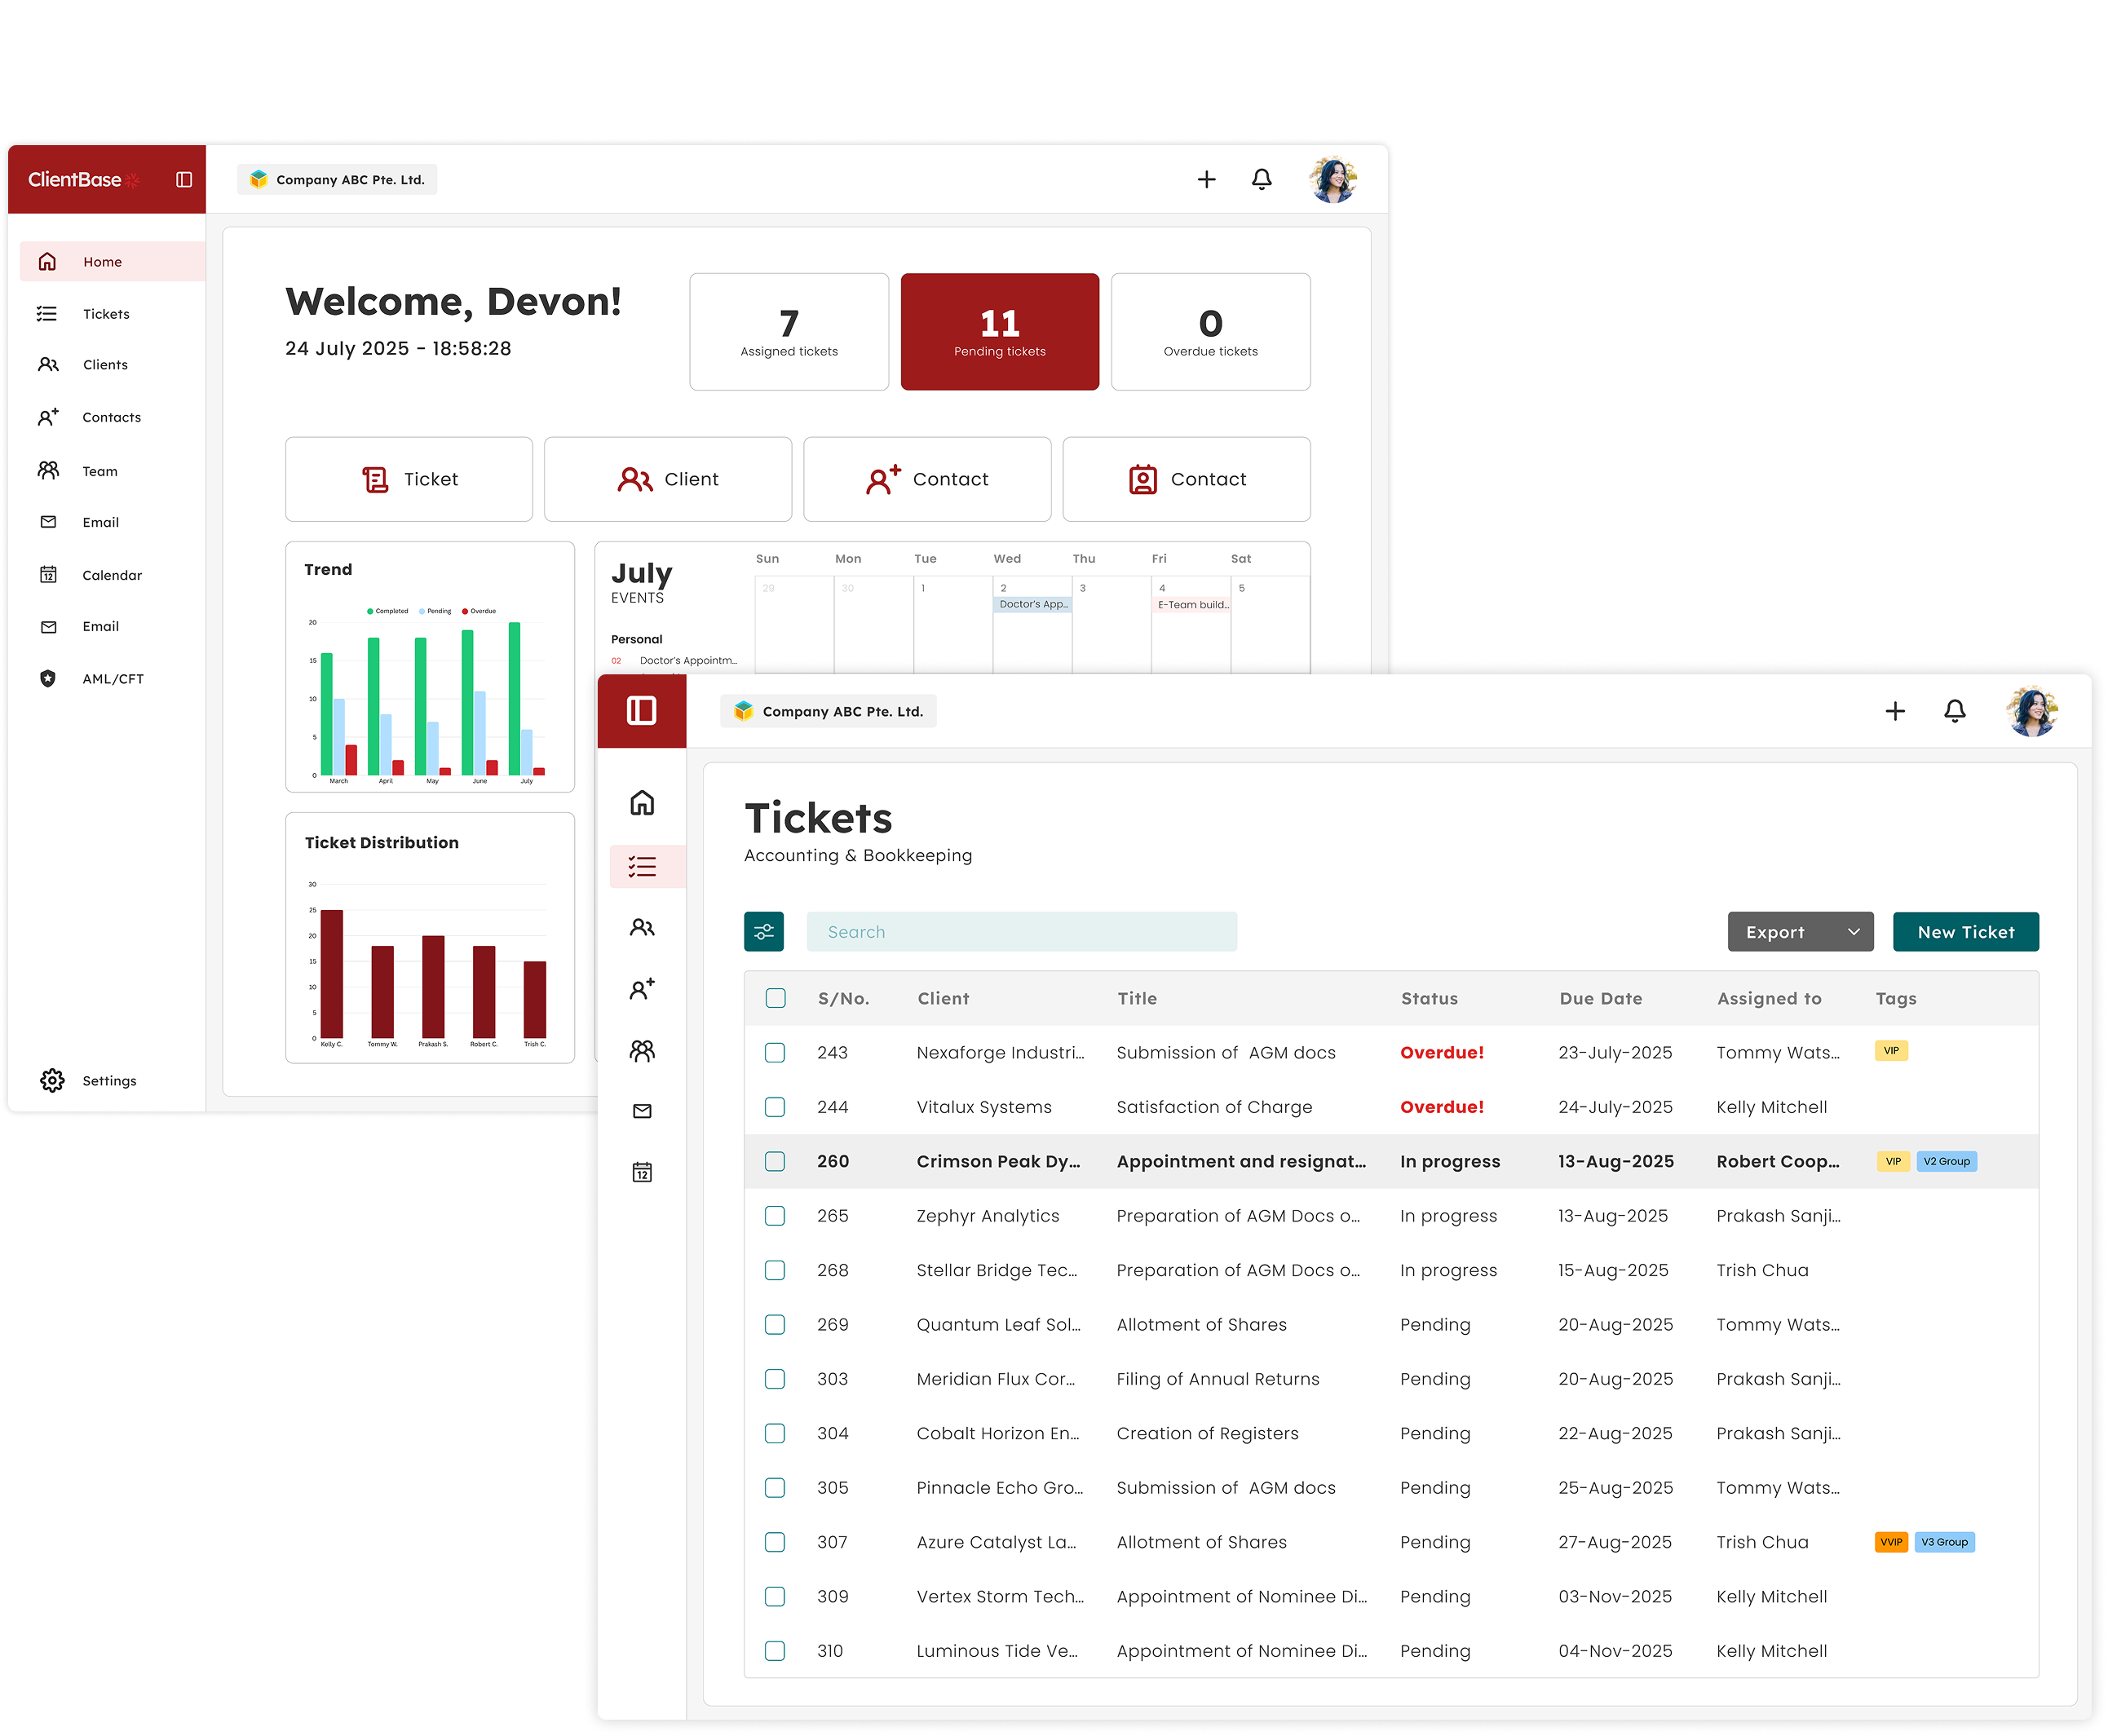 ClientBase
Company ABC Pte. Ltd.
Home
Tickets
Clients
Contacts
Team
Email
Calendar
Email
AML/CFT
Settings
Welcome, Devon!
24 July 2025 - 18:58:28
7
Assigned tickets
11
Pending tickets
0
Overdue tickets
Ticket
Client
Contact
Contact
Trend
Completed Pending Overdue
20
15
10
5
0
March April May June July
Ticket Distribution
30
25
20
15
10
5
0
Kelly C. Tommy W. Prakash S. Robert C. Trish C.
July
EVENTS
Personal
02 Doctor's Appointm...
Sun Mon Tue Wed Thu Fri Sat
29 30 1 2 3 4 5
Doctor's App... E-Team build...
Company ABC Pte. Ltd.
12
Tickets
Accounting & Bookkeeping
Search
Export
New Ticket
S/No. Client Title Status Due Date Assigned to Tags
243 Nexaforge Industri... Submission of AGM docs Overdue! 23-July-2025 Tommy Wats... VIP
244 Vitalux Systems Satisfaction of Charge Overdue! 24-July-2025 Kelly Mitchell
260 Crimson Peak Dy... Appointment and resignat... In progress 13-Aug-2025 Robert Coop... VIP V2 Group
265 Zephyr Analytics Preparation of AGM Docs o... In progress 13-Aug-2025 Prakash Sanji...
268 Stellar Bridge Tec... Preparation of AGM Docs o... In progress 15-Aug-2025 Trish Chua
269 Quantum Leaf Sol... Allotment of Shares Pending 20-Aug-2025 Tommy Wats...
303 Meridian Flux Cor... Filing of Annual Returns Pending 20-Aug-2025 Prakash Sanji...
304 Cobalt Horizon En... Creation of Registers Pending 22-Aug-2025 Prakash Sanji...
305 Pinnacle Echo Gro... Submission of AGM docs Pending 25-Aug-2025 Tommy Wats...
307 Azure Catalyst La... Allotment of Shares Pending 27-Aug-2025 Trish Chua VVIP V3 Group
309 Vertex Storm Tech... Appointment of Nominee Di... Pending 03-Nov-2025 Kelly Mitchell
310 Luminous Tide Ve... Appointment of Nominee Di... Pending 04-Nov-2025 Kelly Mitchell